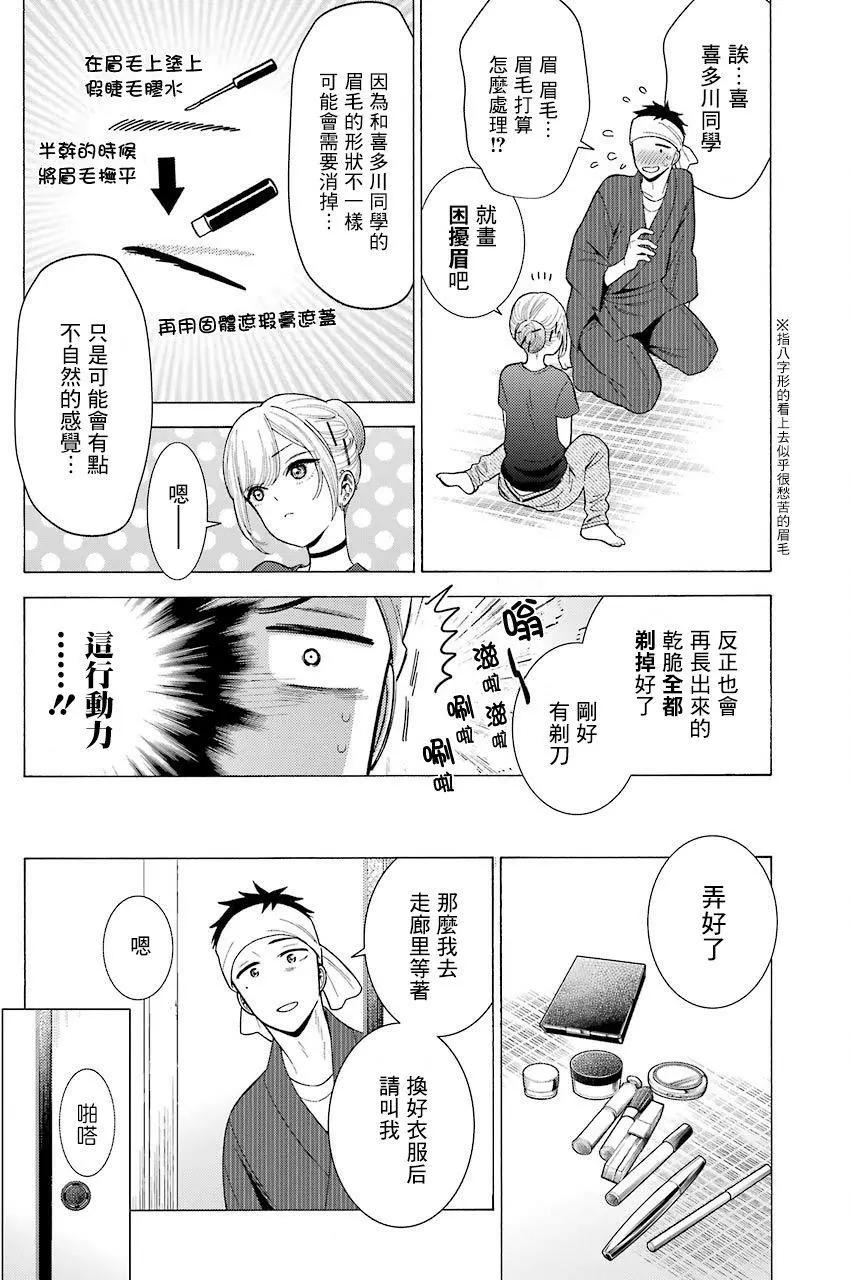 誒…喜
喜多川同學
眉 眉毛…
眉毛打算
怎麼處理!?
就畫
困擾眉
吧
※指八字形的看上去似乎很愁苦的眉毛
因為和喜多川同學的
眉毛的形狀不一樣
可能會需要消掉…
在眉毛上塗上
假睫毛膠水
半幹的時候
將眉毛撫平
再用固體遮瑕膏遮蓋
只是可能會有點
不自然的感覺…
嗯──
反正也會
再長出來的
乾脆全都
剃掉好了
剛好
有剃刀
這行動力
……!!
弄好了
那麼我去
走廊里等著
換好衣服后
請叫我
嗯
啪嗒